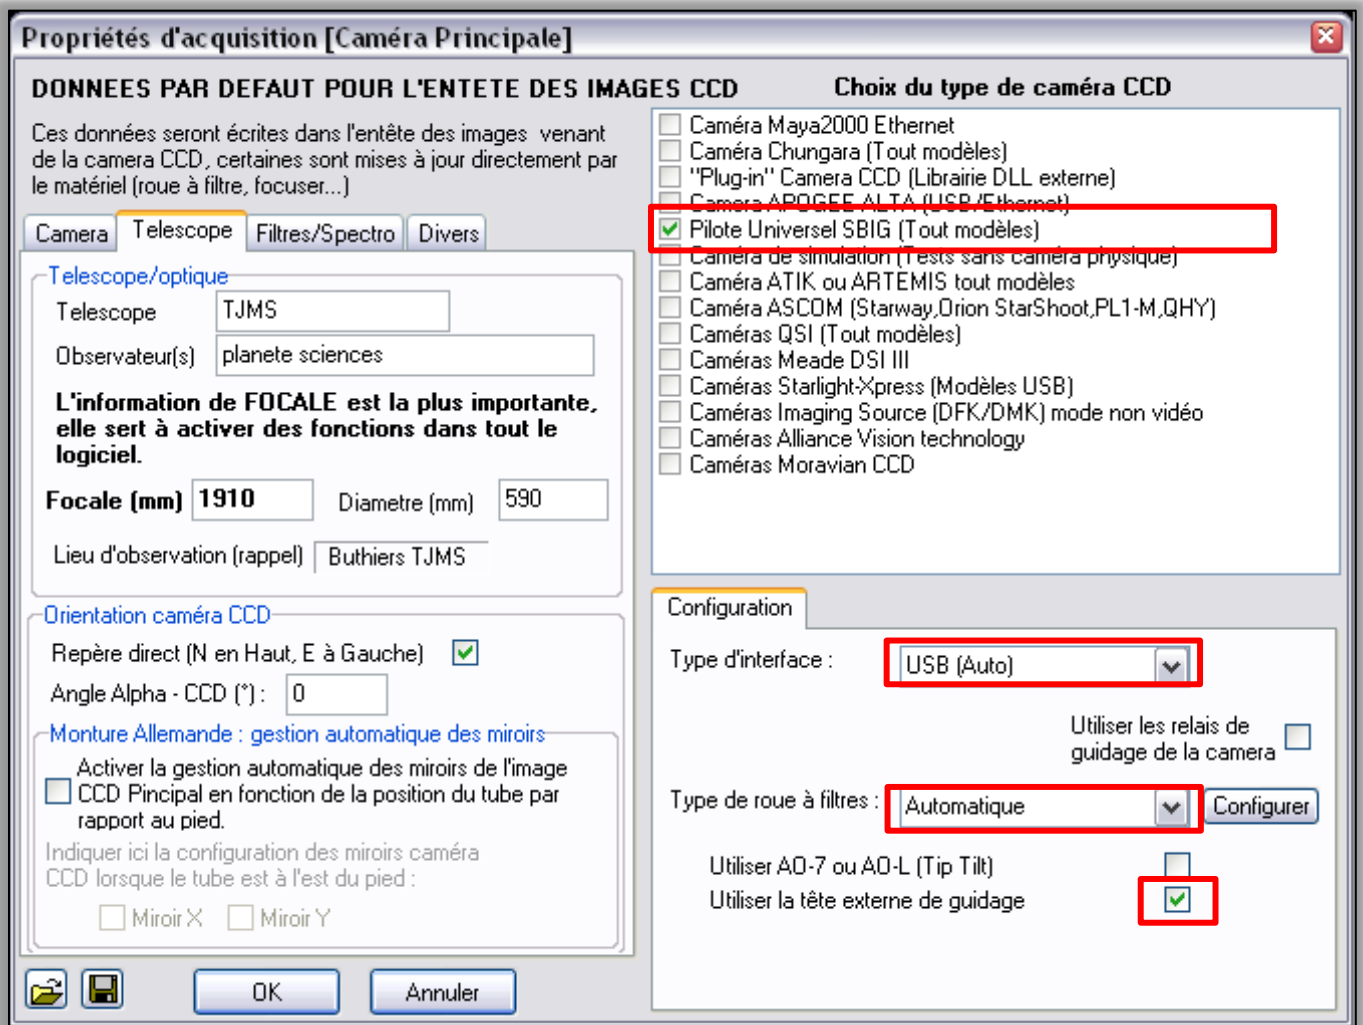 Propriétés d'acquisition [Caméra Principale]
DONNEES PAR DEFAUT POUR L'ENTETE DES IMAGES CCD
Ces données seront écrites dans l'entête des images venant
de la camera CCD, certaines sont mises à jour directement par
le matériel (roue à filtre, focuser...)
Camera
Telescope
Filtres/Spectro
Divers
Telescope/optique
Telescope
TJMS
Observateur(s)
planete sciences
L'information de FOCALE est la plus importante,
elle sert à activer des fonctions dans tout le
logiciel.
Focale (mm)
1910
Diametre (mm)
590
Lieu d'observation (rappel)
Buthiers TJMS
Orientation caméra CCD
Repère direct (N en Haut, E à Gauche)
Angle Alpha - CCD (°) :
0
Monture Allemande : gestion automatique des miroirs
Activer la gestion automatique des miroirs de l'image
CCD Pincipal en fonction de la position du tube par
rapport au pied.
Indiquer ici la configuration des miroirs caméra
CCD lorsque le tube est à l'est du pied :
Miroir X
Miroir Y
OK
Annuler
Choix du type de caméra CCD
Caméra Maya2000 Ethernet
Caméra Chungara (Tout modèles)
"Plug-in" Camera CCD (Librairie DLL externe)
Camera APOGEE ALTA (USB/Ethernet)
Pilote Universel SBIG (Tout modèles)
Caméra de simulation (Tests sans caméra physique)
Caméra ATIK ou ARTEMIS tout modèles
Caméra ASCOM (Starway,Orion StarShoot,PL1-M,QHY)
Caméras QSI (Tout modèles)
Caméras Meade DSI III
Caméras Starlight-Xpress (Modèles USB)
Caméras Imaging Source (DFK/DMK) mode non vidéo
Caméras Alliance Vision technology
Caméras Moravian CCD
Configuration
Type d'interface :
USB (Auto)
Utiliser les relais de
guidage de la camera
Type de roue à filtres :
Automatique
Configurer
Utiliser AO-7 ou AO-L (Tip Tilt)
Utiliser la tête externe de guidage